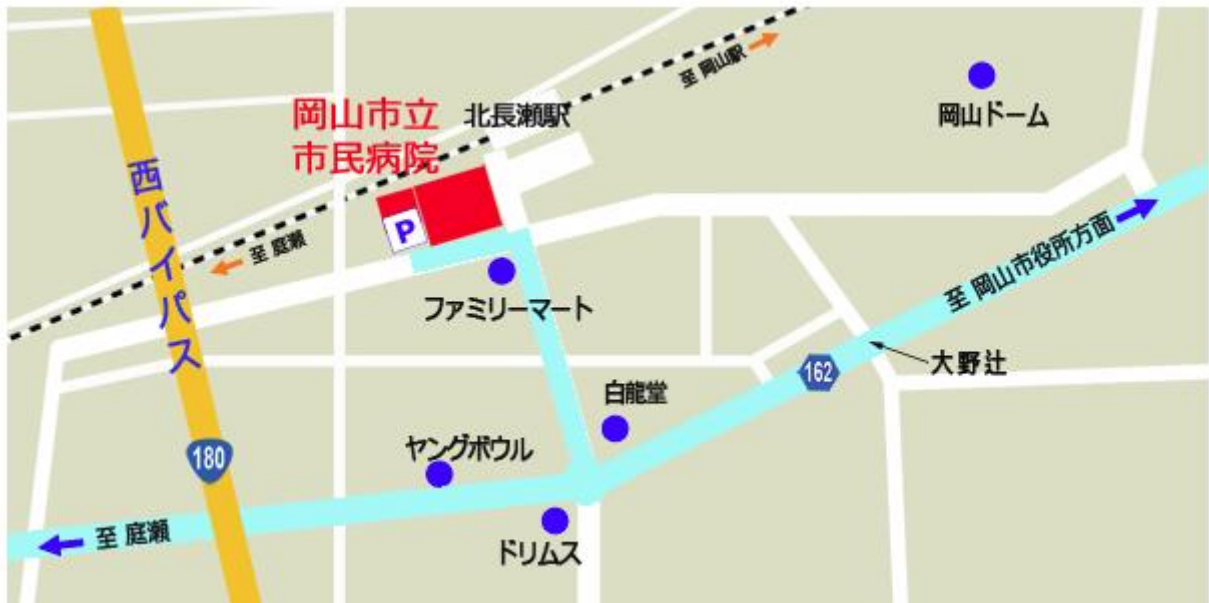 至 岡山駅
岡山ドーム
岡山市立
市民病院
北長瀬駅
西バイパス
P
至 庭瀬
ファミリーマート
至 岡山市役所方面
大野辻
162
白龍堂
ヤングボウル
180
ドリムス
至 庭瀬